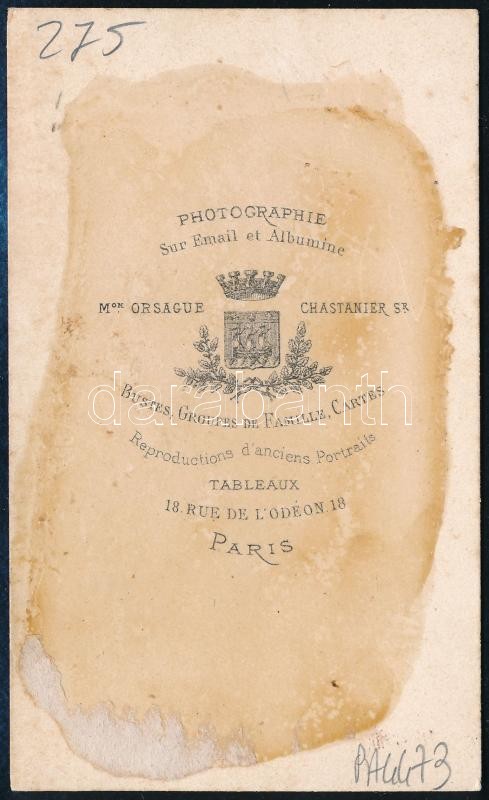 275
PHOTOGRAPHIE
Sur Email et Albumine
Mon ORSAGUE CHASTANIER SR
darabanth
BUSTES, GROUPES DE FAMILLE, CARTES
Reproductions d'anciens Portraits
TABLEAUX
18. RUE DE L'ODÉON. 18
PARIS